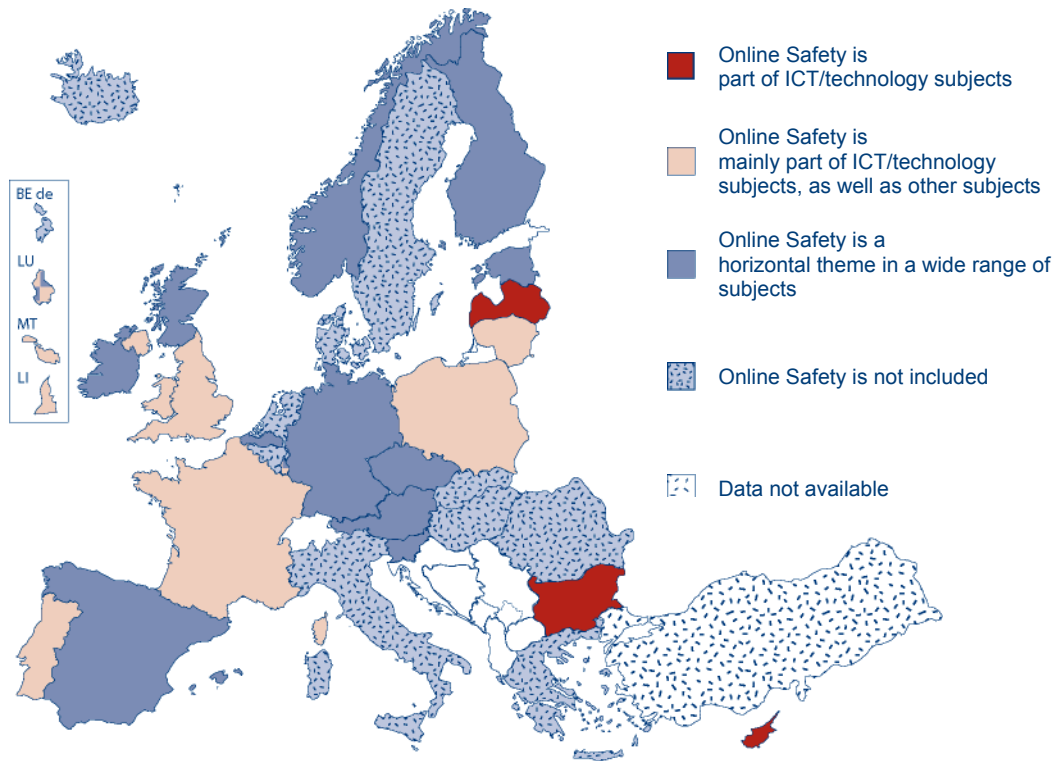 Online Safety is
part of ICT/technology subjects
Online Safety is
mainly part of ICT/technology
subjects, as well as other subjects
Online Safety is a
horizontal theme in a wide range of
subjects
Online Safety is not included
Data not available
BE de
LU
MT
LI